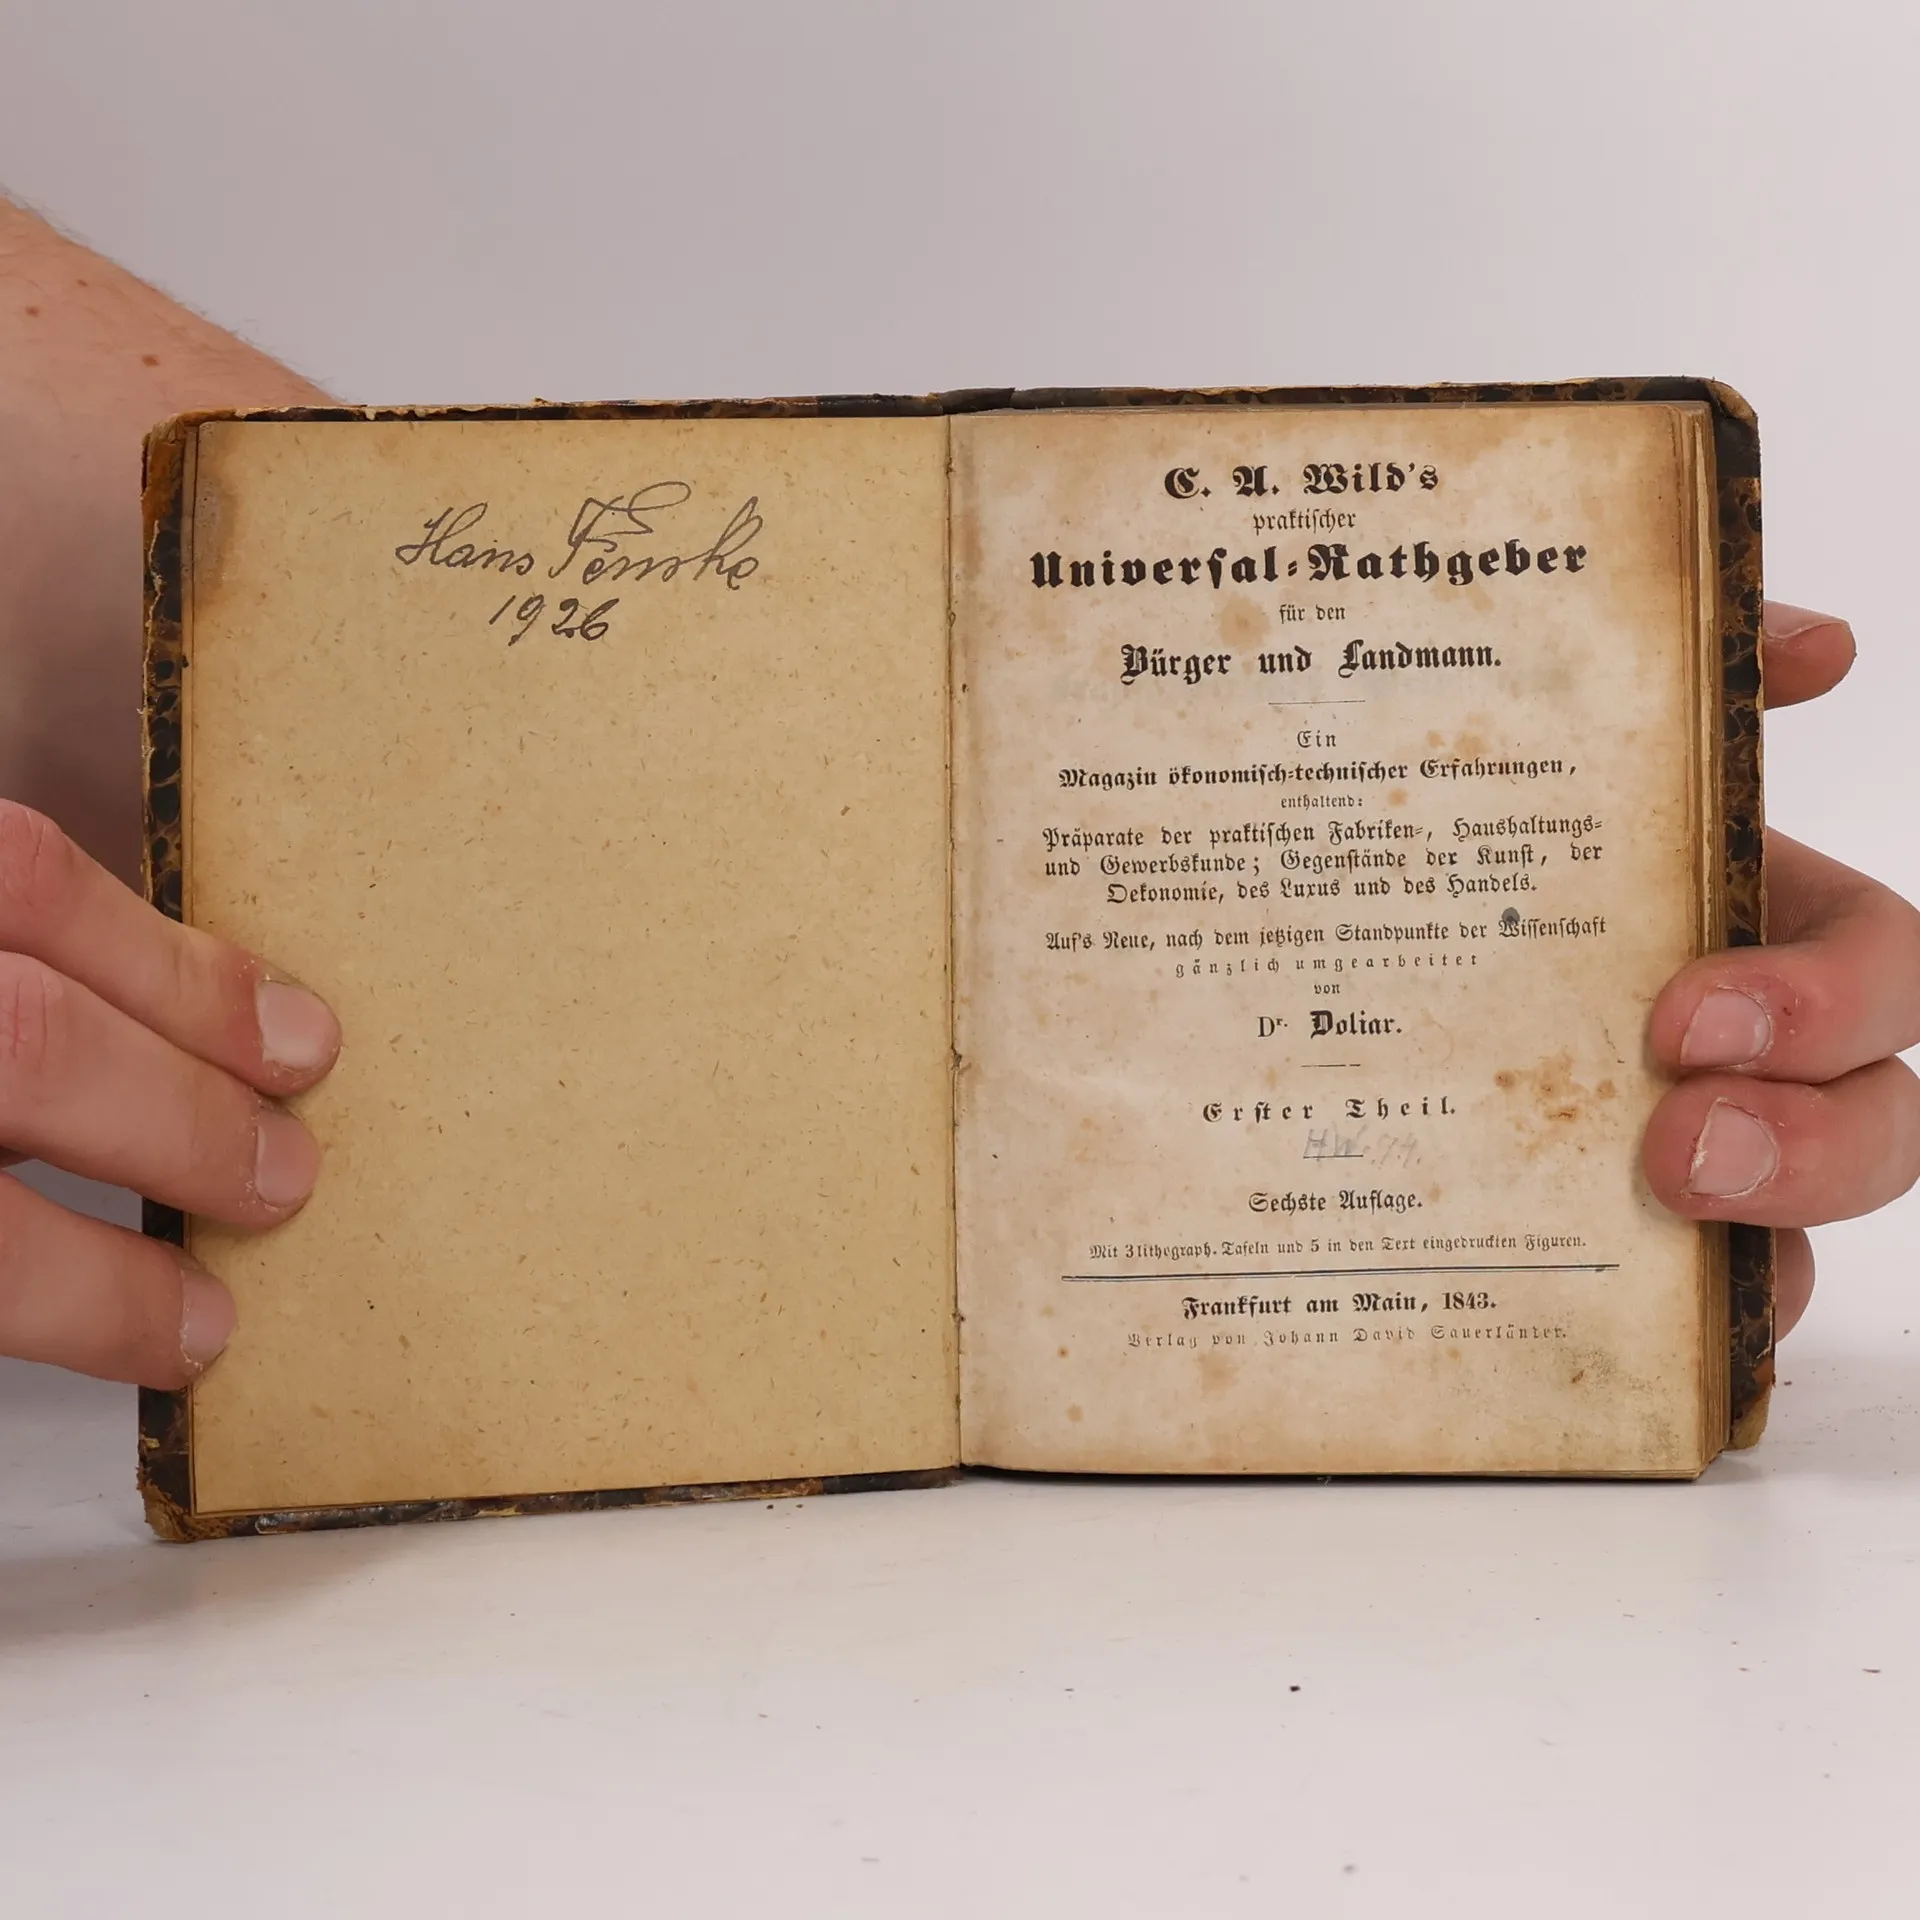 Hans Femske
1926
C. A. Wild's
praktischer
Universal-Rathgeber
für den
Bürger und Landmann.
Ein
Magazin ökonomisch-technischer Erfahrungen,
enthaltend:
Präparate der praktischen Fabriken-, Haushaltungs-
und Gewerbskunde; Gegenstände der Kunst, der
Oekonomie, des Luxus und des Handels.
Auf's Neue, nach dem jetzigen Standpunkte der Wissenschaft
gänzlich umgearbeitet
von
Dr. Doliar.
Erster Theil.
Sechste Auflage.
Mit 3 lithograph. Tafeln und 5 in den Text eingedruckten Figuren.
Frankfurt am Main, 1843.
Verlag von Johann David Sauerländer.